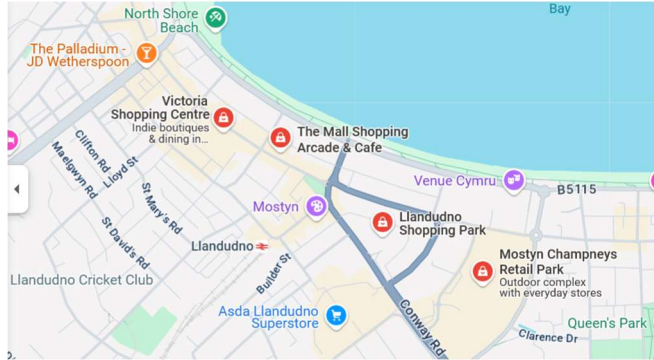 Bay
North Shore
Beach
The Palladium -
JD Wetherspoon
Victoria
Shopping Centre
Indie boutiques
& dining in...
The Mall Shopping
Arcade & Cafe
Clifton Rd
Lloyd St
Maelgwyn Rd
St Mary's Rd
St David's Rd
Venue Cymru
B5115
Mostyn
Llandudno
Shopping Park
Llandudno
Builder St
Mostyn Champneys
Retail Park
Outdoor complex
with everyday stores
Llandudno Cricket Club
Asda Llandudno
Superstore
Conway Rd
Queen's Park
Clarence Dr